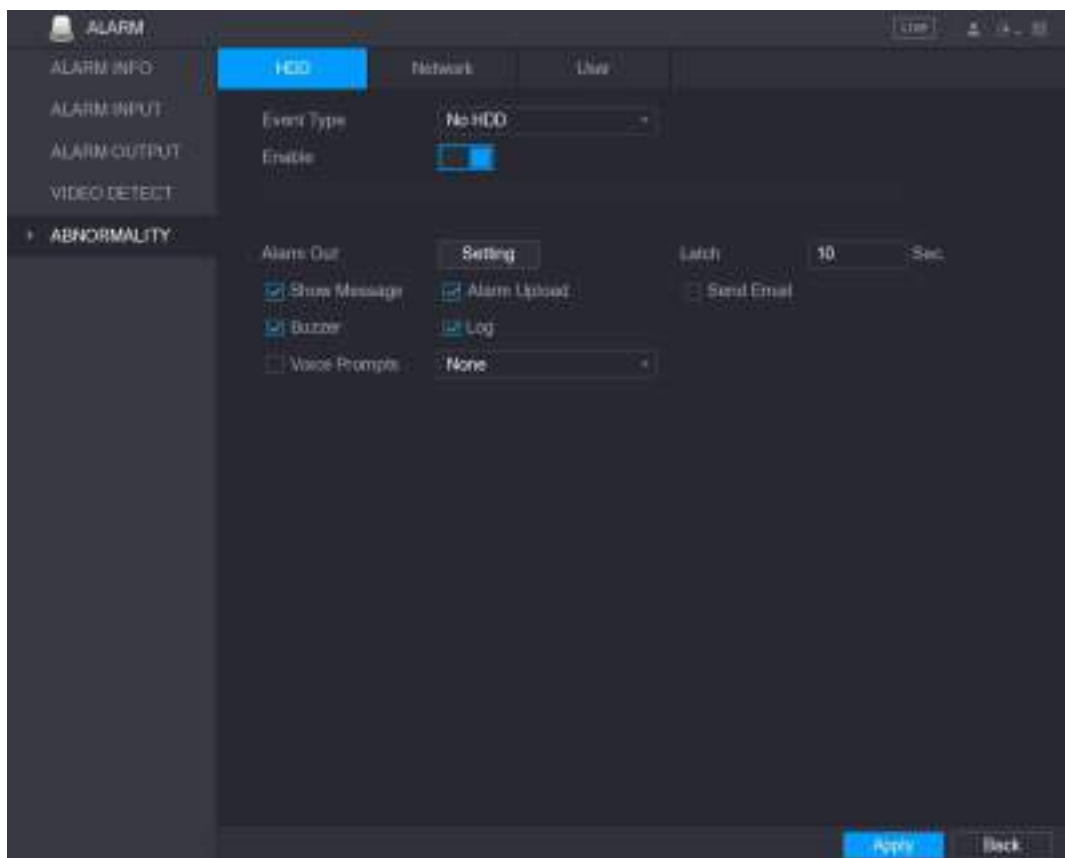 ALARM
LIVE
ALARM INFO
HDD Network User
ALARM INPUT
Event Type No HDD
ALARM OUTPUT
Enable
VIDEO DETECT
ABNORMALITY
Alarm Out Setting Latch 10 Sec.
Show Message Alarm Upload Send Email
Buzzer Log
Voice Prompts None
Apply Back